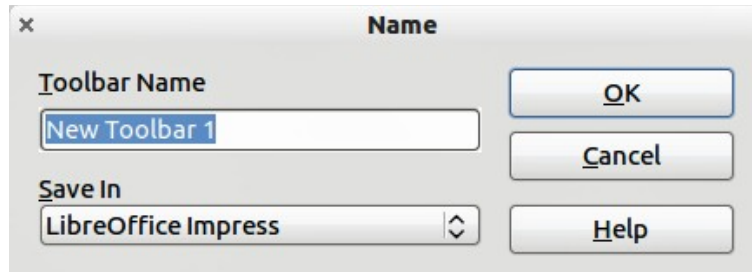 Name
Toolbar Name
New Toolbar 1
Save In
LibreOffice Impress
OK
Cancel
Help